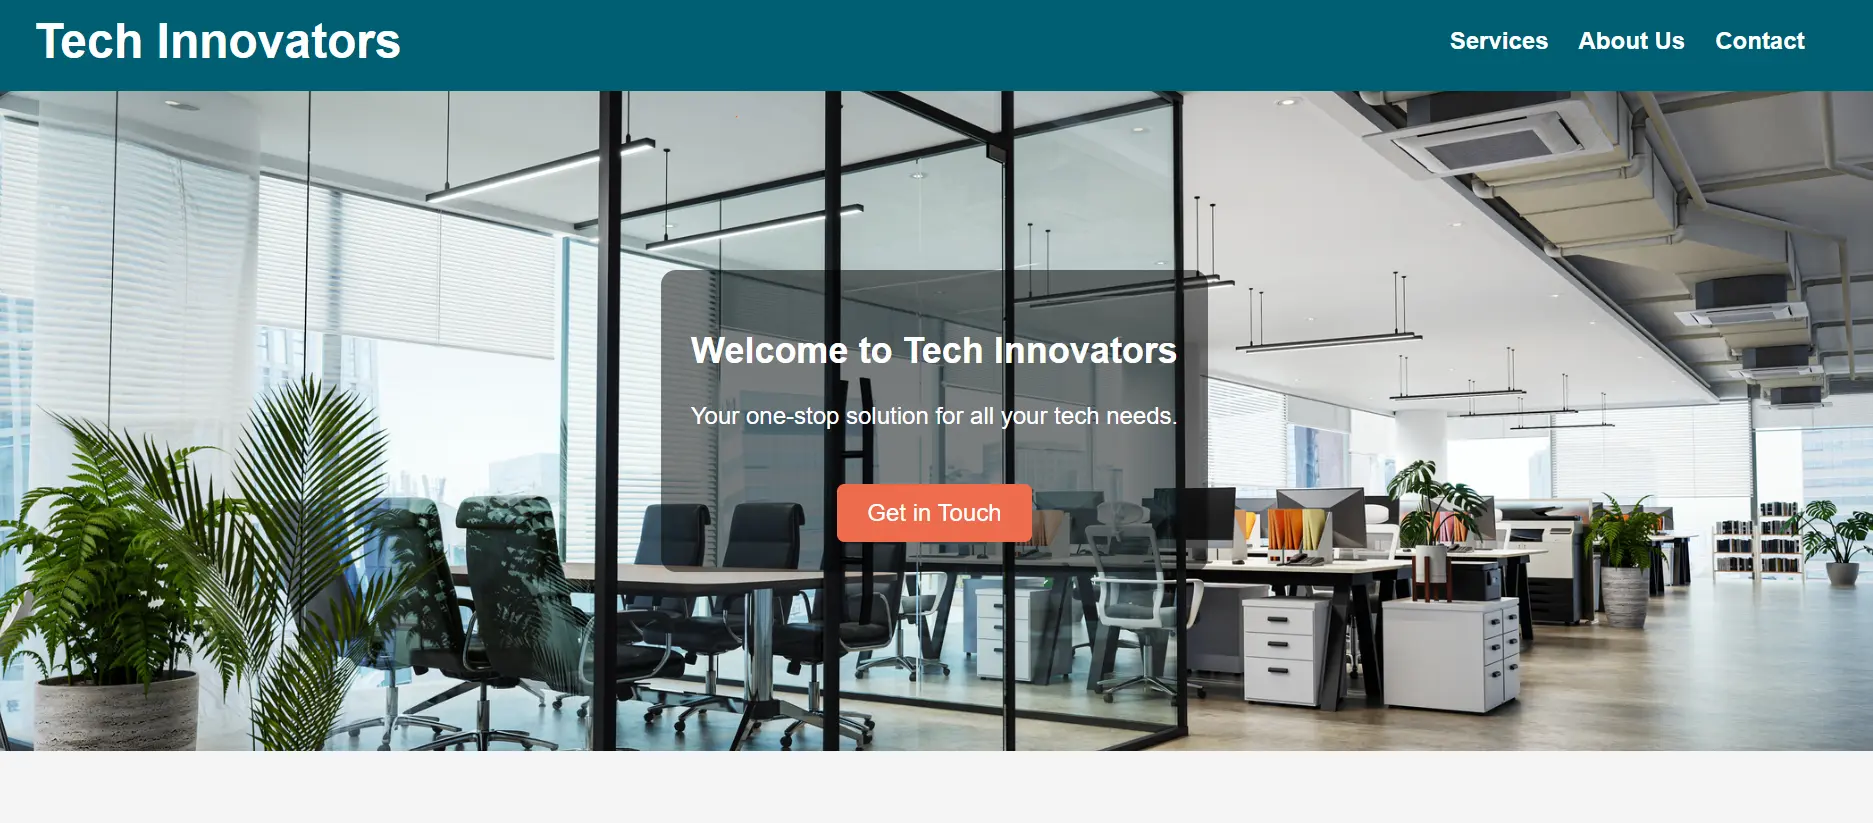 Tech Innovators
Services About Us Contact
Welcome to Tech Innovators
Your one-stop solution for all your tech needs.
Get in Touch